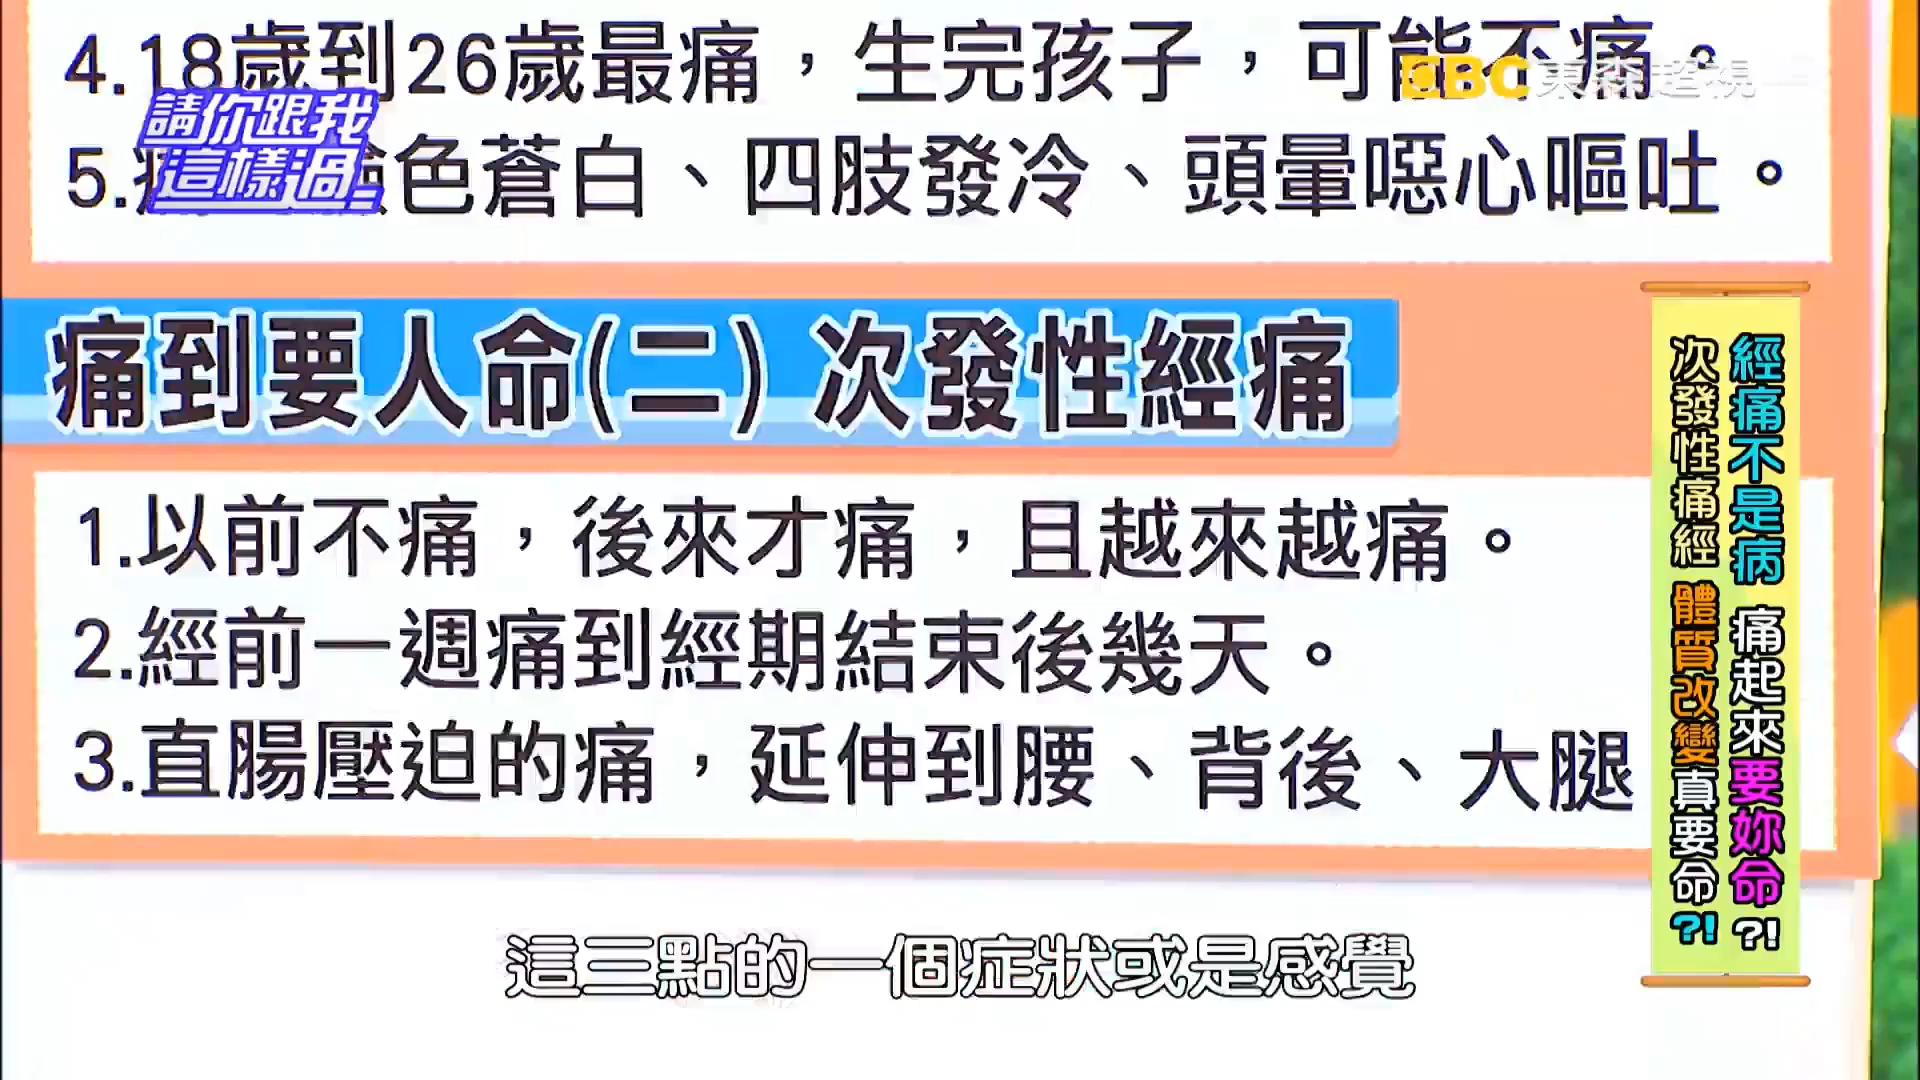 4.18歲到26歲最痛，生完孩子，可能不痛。
EBC 東森超視
請你跟我
這樣過
5.臉色蒼白、四肢發冷、頭暈噁心嘔吐。
痛到要人命(二) 次發性經痛
1.以前不痛，後來才痛，且越來越痛。
2.經前一週痛到經期結束後幾天。
3.直腸壓迫的痛，延伸到腰、背後、大腿
經痛不是病 痛起來要妳命?!
次發性痛經 體質改變真要命?!
這三點的一個症狀或是感覺